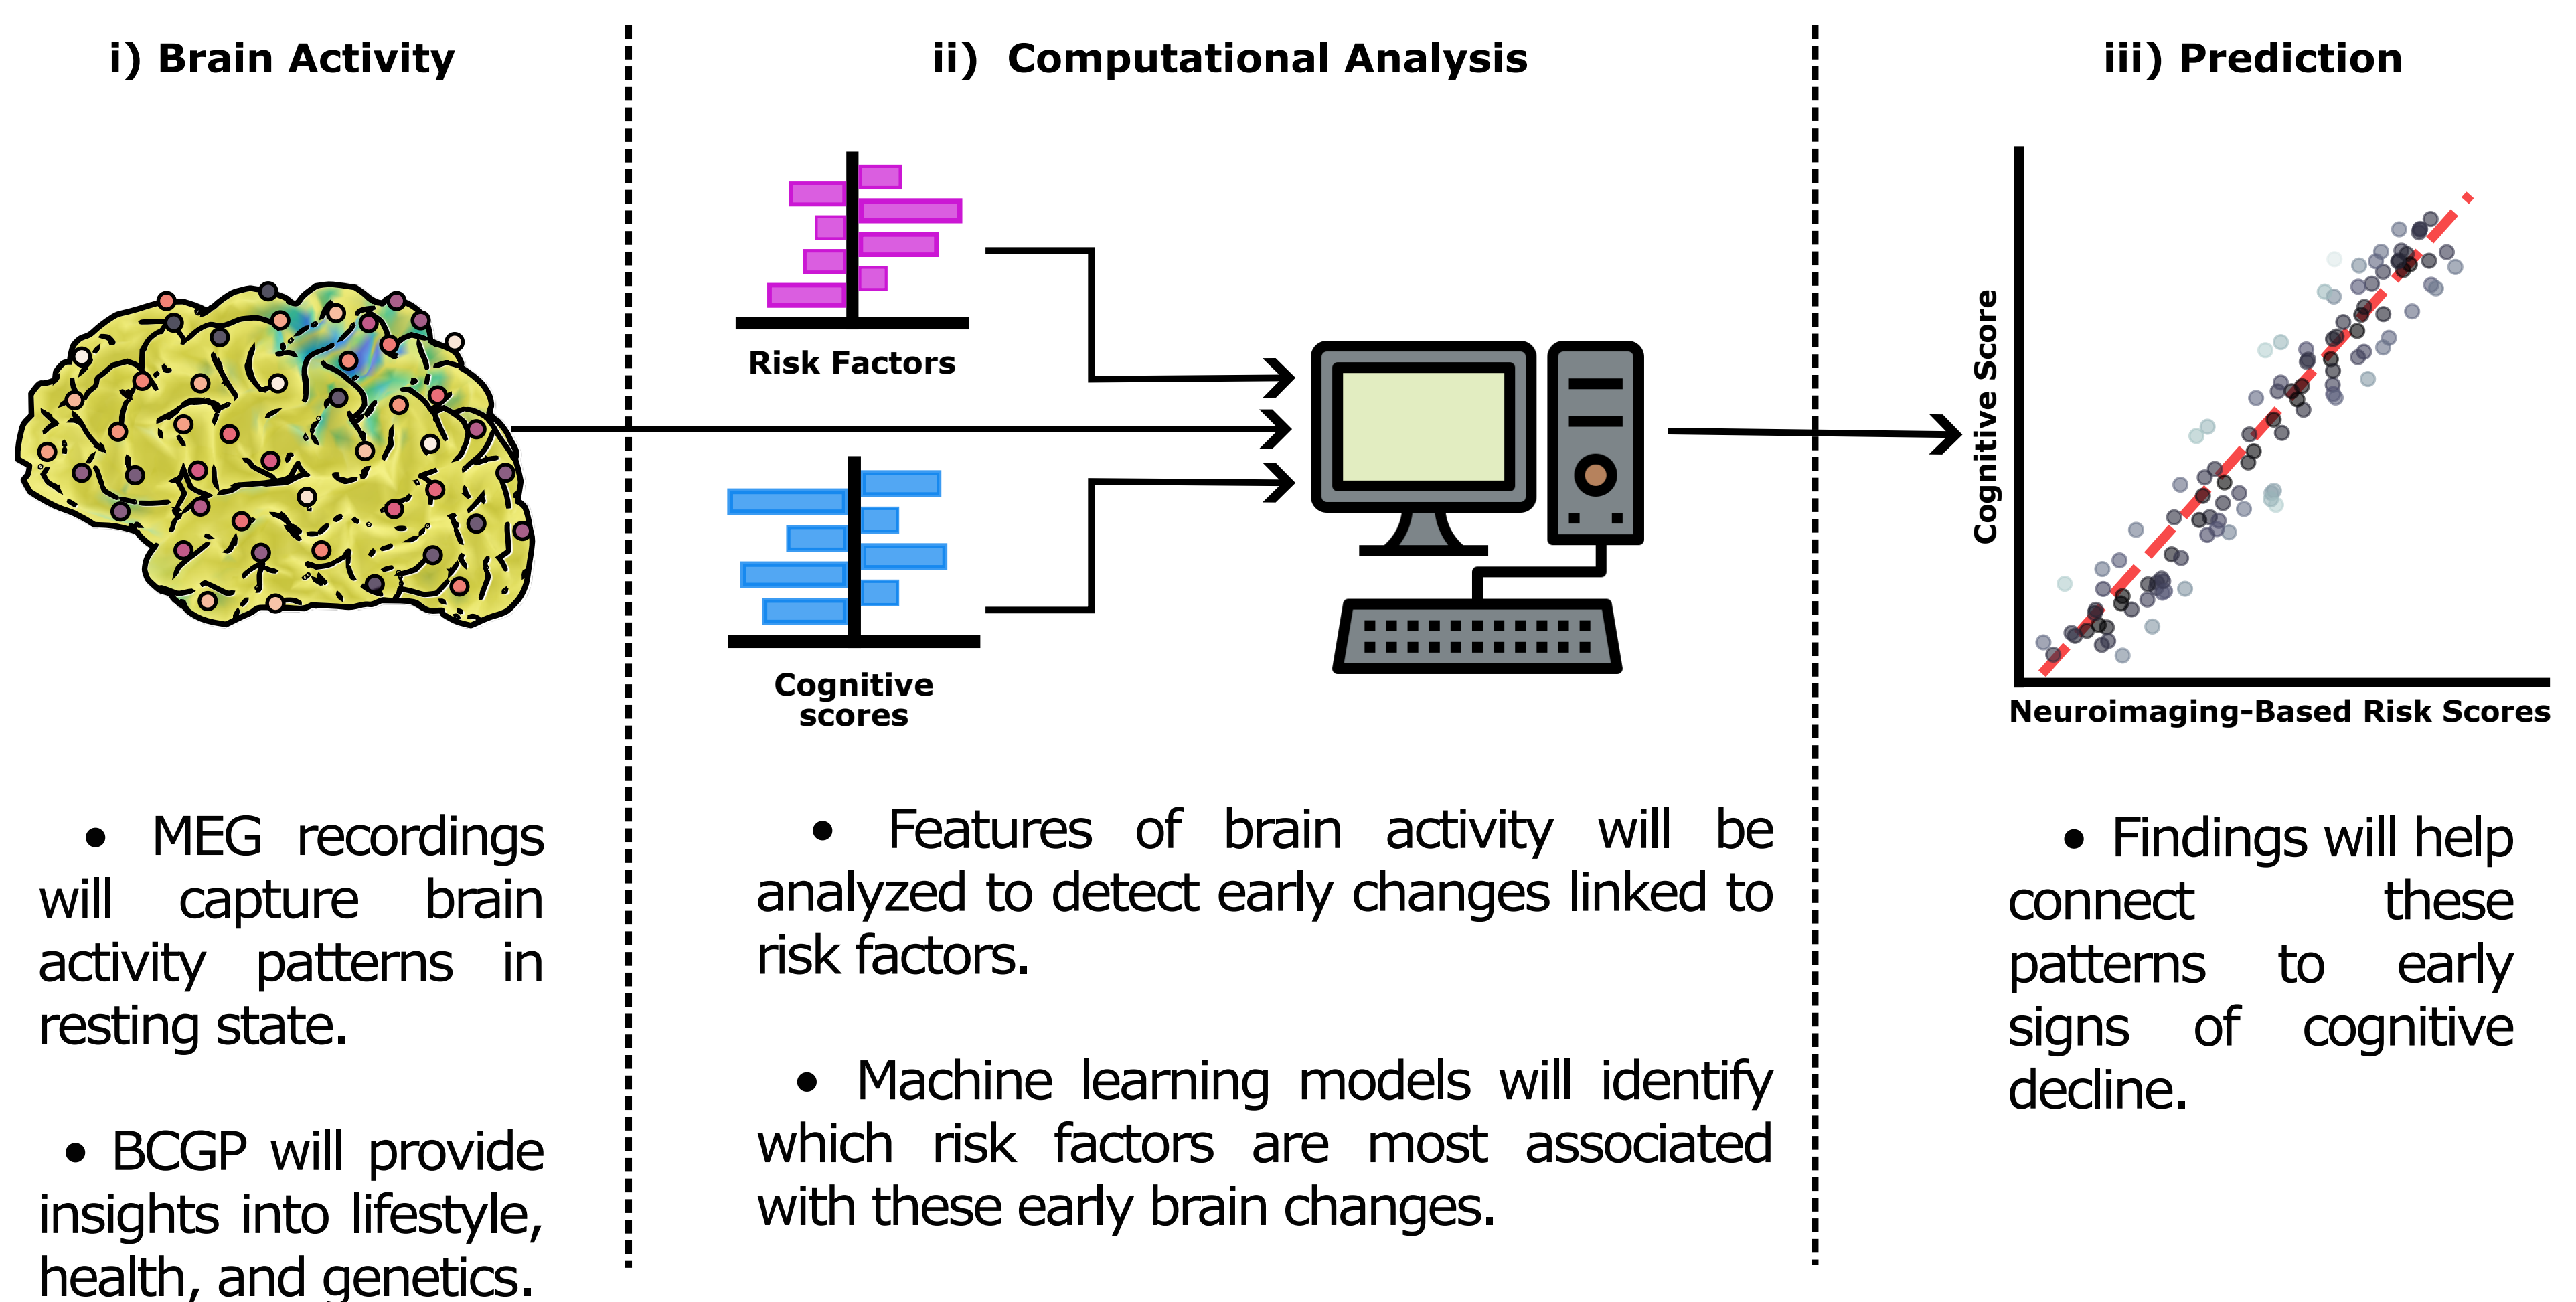 i) Brain Activity
ii) Computational Analysis
iii) Prediction
Risk Factors
Cognitive
scores
Cognitive Score
Neuroimaging-Based Risk Scores
• MEG recordings
will capture brain
activity patterns in
resting state.
• BCGP will provide
insights into lifestyle,
health, and genetics.
• Features of brain activity will be
analyzed to detect early changes linked to
risk factors.
• Machine learning models will identify
which risk factors are most associated
with these early brain changes.
• Findings will help
connect these
patterns to early
signs of cognitive
decline.